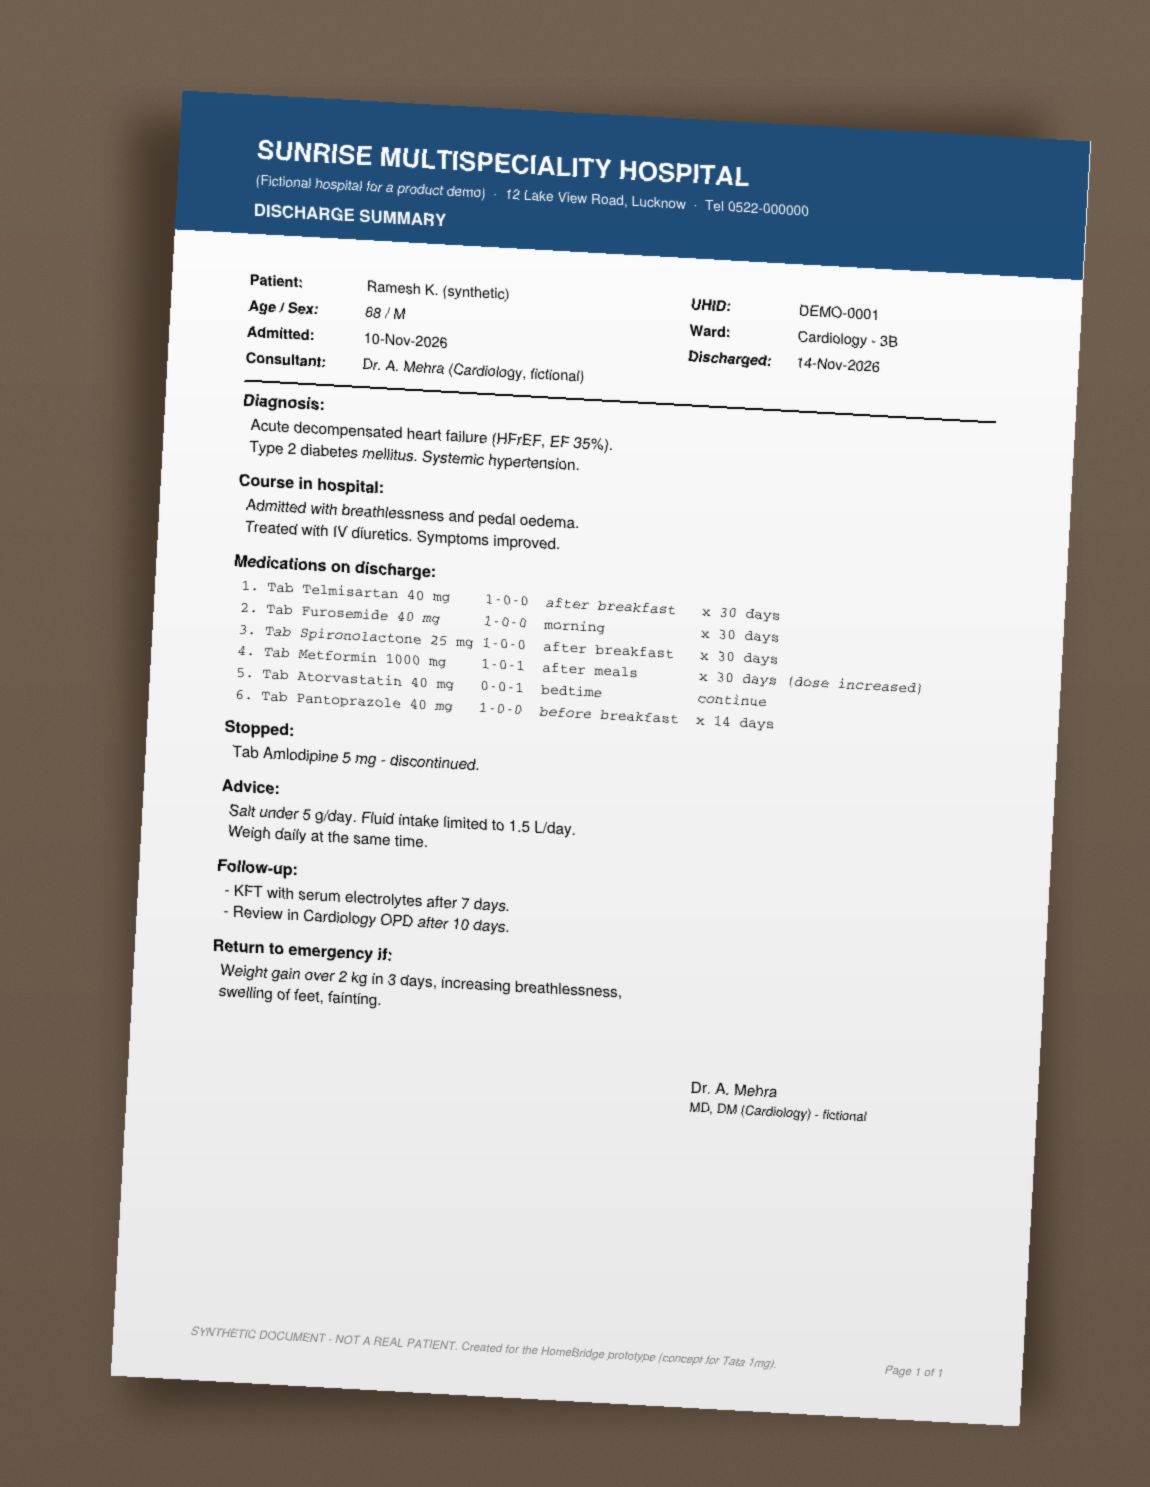 SUNRISE MULTISPECIALITY HOSPITAL
(Fictional hospital for a product demo) · 12 Lake View Road, Lucknow · Tel 0522-000000
DISCHARGE SUMMARY
Patient: Ramesh K. (synthetic) UHID: DEMO-0001
Age / Sex: 68 / M Ward: Cardiology - 3B
Admitted: 10-Nov-2026 Discharged: 14-Nov-2026
Consultant: Dr. A. Mehra (Cardiology, fictional)
Diagnosis:
Acute decompensated heart failure (HFrEF, EF 35%).
Type 2 diabetes mellitus. Systemic hypertension.
Course in hospital:
Admitted with breathlessness and pedal oedema.
Treated with IV diuretics. Symptoms improved.
Medications on discharge:
1. Tab Telmisartan 40 mg 1-0-0 after breakfast x 30 days
2. Tab Furosemide 40 mg 1-0-0 morning x 30 days
3. Tab Spironolactone 25 mg 1-0-0 after breakfast x 30 days
4. Tab Metformin 1000 mg 1-0-1 after meals x 30 days (dose increased)
5. Tab Atorvastatin 40 mg 0-0-1 bedtime continue
6. Tab Pantoprazole 40 mg 1-0-0 before breakfast x 14 days
Stopped:
Tab Amlodipine 5 mg - discontinued.
Advice:
Salt under 5 g/day. Fluid intake limited to 1.5 L/day.
Weigh daily at the same time.
Follow-up:
- KFT with serum electrolytes after 7 days.
- Review in Cardiology OPD after 10 days.
Return to emergency if:
Weight gain over 2 kg in 3 days, increasing breathlessness,
swelling of feet, fainting.
Dr. A. Mehra
MD, DM (Cardiology) - fictional
SYNTHETIC DOCUMENT - NOT A REAL PATIENT. Created for the HomeBridge prototype (concept for Tata 1mg).
Page 1 of 1